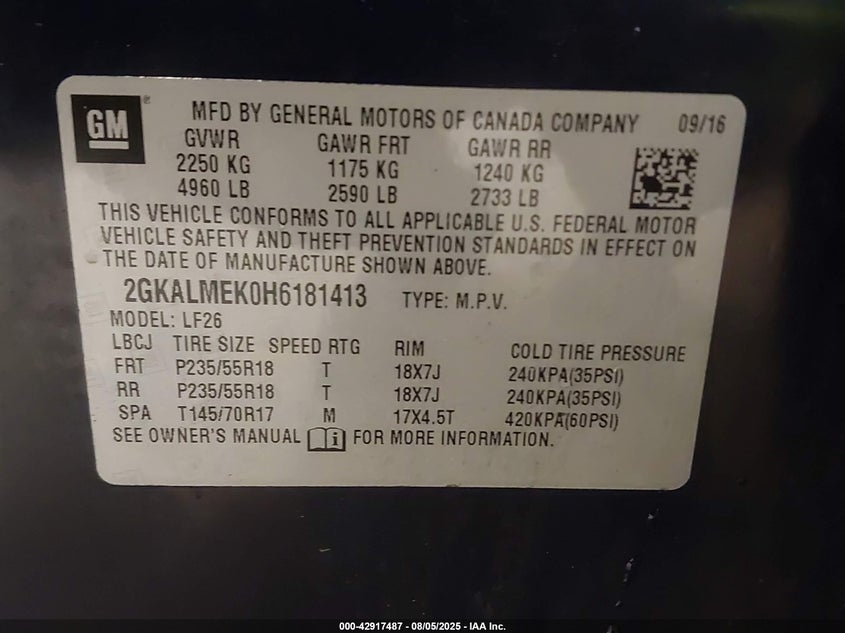 GM ®
MFD BY GENERAL MOTORS OF CANADA COMPANY 09/16
GVWR GAWR FRT GAWR RR
2250 KG 1175 KG 1240 KG
4960 LB 2590 LB 2733 LB
THIS VEHICLE CONFORMS TO ALL APPLICABLE U.S. FEDERAL MOTOR
VEHICLE SAFETY AND THEFT PREVENTION STANDARDS IN EFFECT ON
THE DATE OF MANUFACTURE SHOWN ABOVE.
2GKALMEK0H6181413 TYPE: M.P.V.
MODEL: LF26
LBCJ TIRE SIZE SPEED RTG RIM COLD TIRE PRESSURE
FRT P235/55R18 T 18X7J 240KPA(35PSI)
RR P235/55R18 T 18X7J 240KPA(35PSI)
SPA T145/70R17 M 17X4.5T 420KPA(60PSI)
SEE OWNER'S MANUAL i FOR MORE INFORMATION.
000-42917487 - 08/05/2025 - IAA Inc.